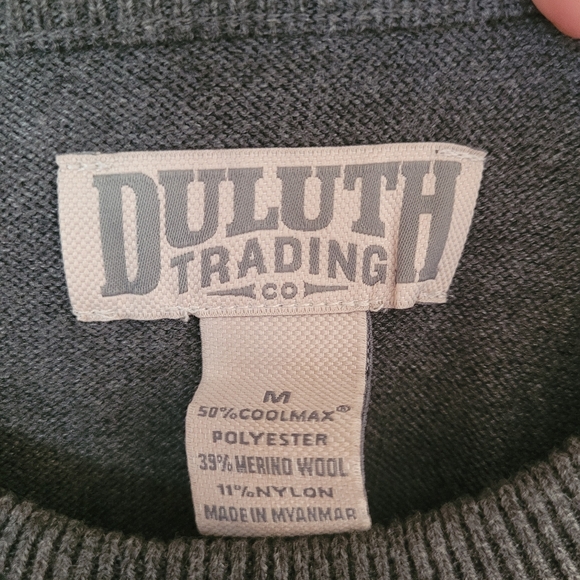 DULUTH
TRADING
CO
M
50% COOLMAX®
POLYESTER
39% MERINO WOOL
11% NYLON
MADE IN MYANMAR